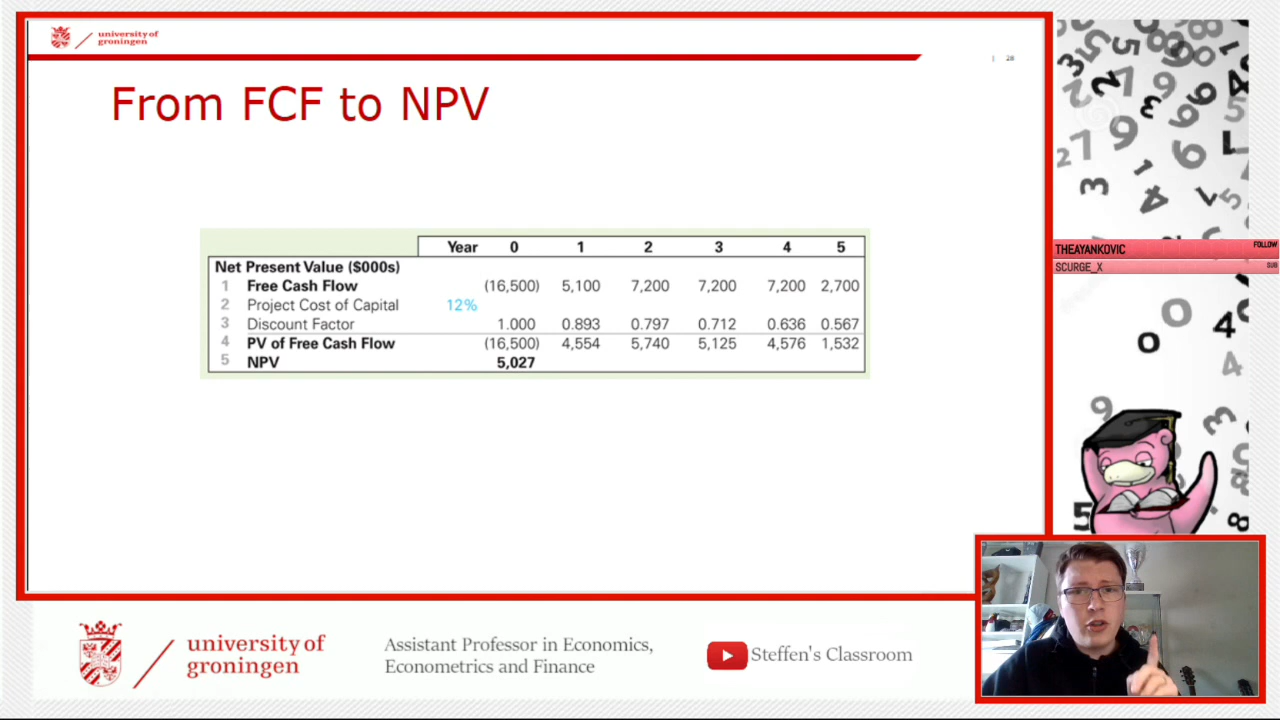 university of
groningen
28
From FCF to NPV
Year 0 1 2 3 4 5
Net Present Value ($000s)
1 Free Cash Flow (16,500) 5,100 7,200 7,200 7,200 2,700
2 Project Cost of Capital 12%
3 Discount Factor 1.000 0.893 0.797 0.712 0.636 0.567
4 PV of Free Cash Flow (16,500) 4,554 5,740 5,125 4,576 1,532
5 NPV 5,027
THEAYANKOVIC FOLLOW
SCURGE_X SUB
university of
groningen
Assistant Professor in Economics,
Econometrics and Finance
Steffen's Classroom